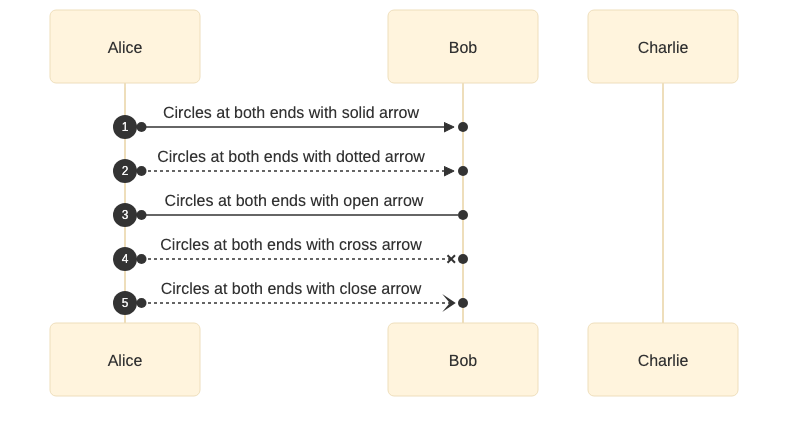 Alice
Bob
Charlie
Circles at both ends with solid arrow
1
Circles at both ends with dotted arrow
2
Circles at both ends with open arrow
3
Circles at both ends with cross arrow
4
Circles at both ends with close arrow
5
Alice
Bob
Charlie